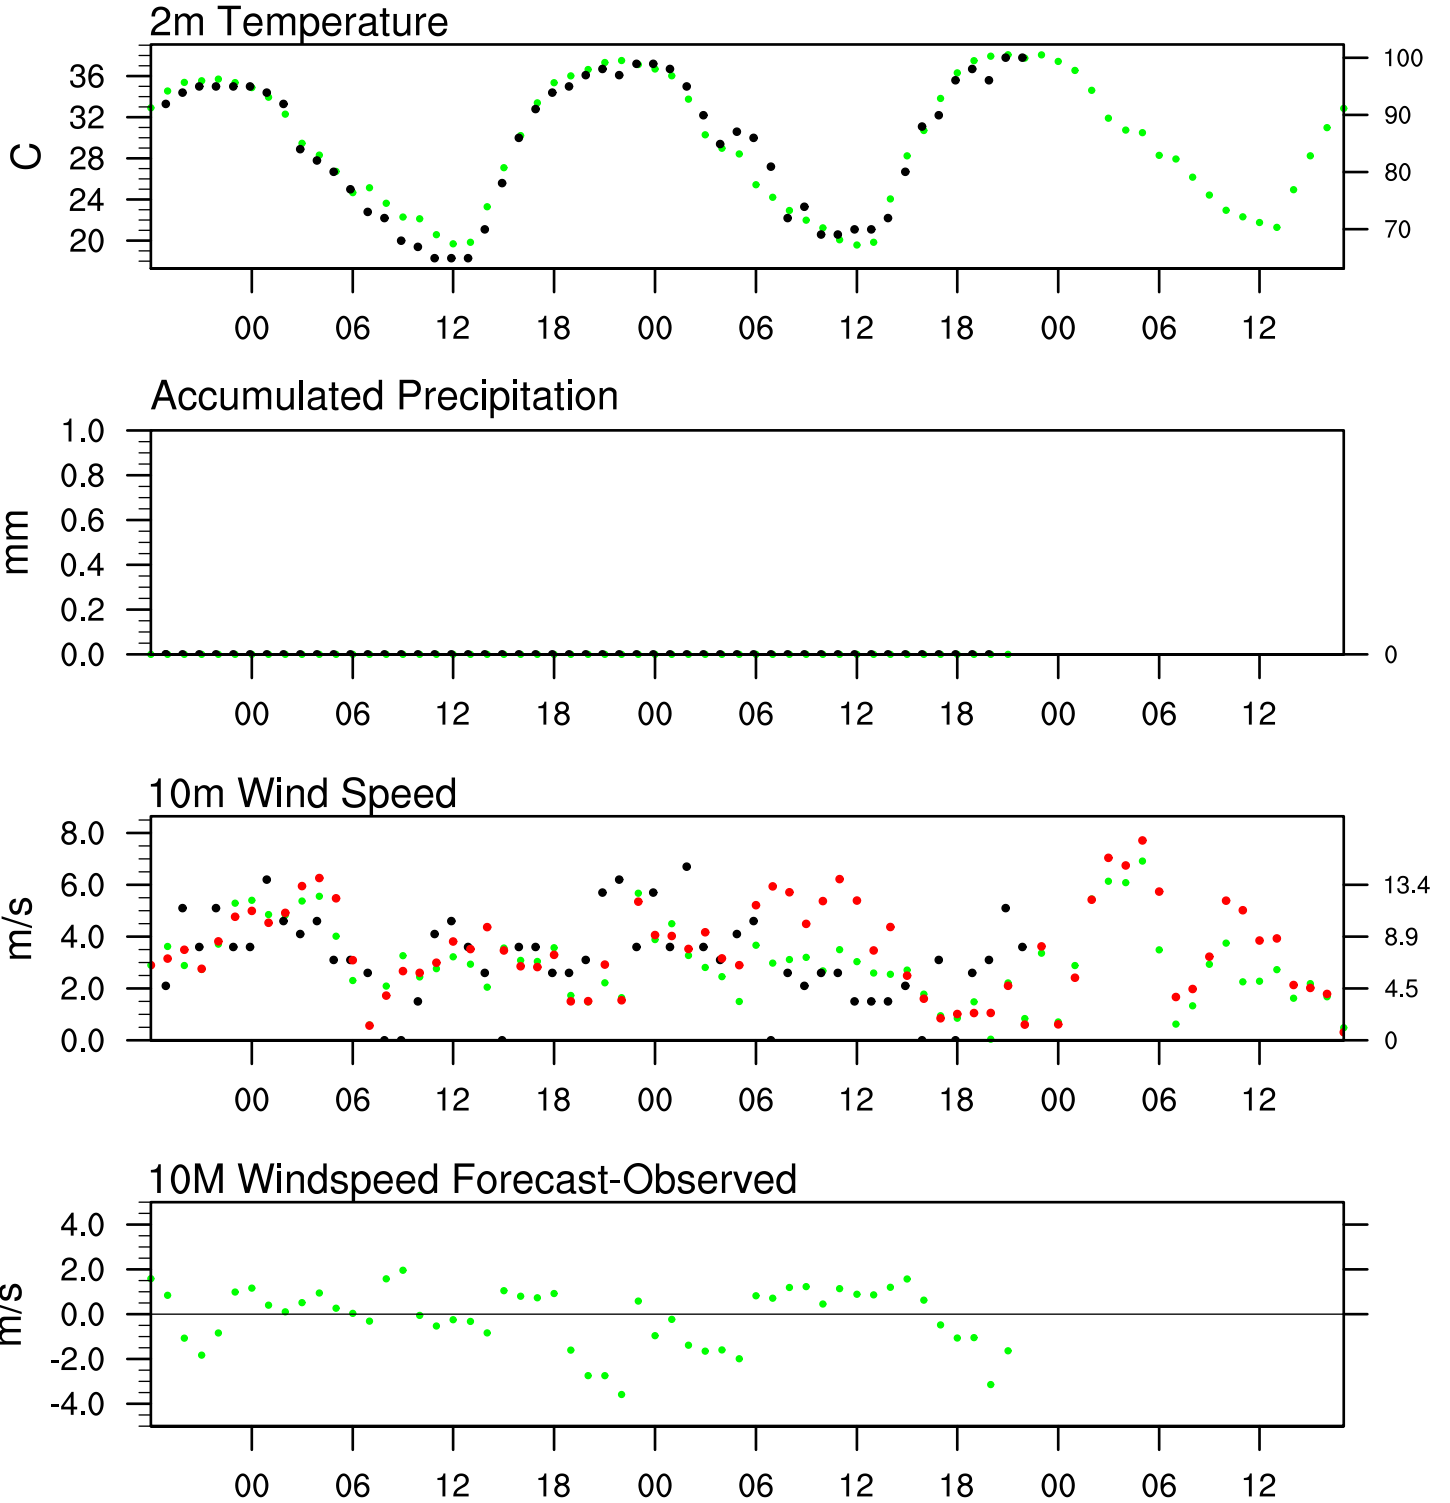 2m Temperature
C
36
32
28
24
20
100
90
80
70
00 06 12 18 00 06 12 18 00 06 12
Accumulated Precipitation
mm
1.0
0.8
0.6
0.4
0.2
0.0
0
00 06 12 18 00 06 12 18 00 06 12
10m Wind Speed
m/s
8.0
6.0
4.0
2.0
0.0
13.4
8.9
4.5
0
00 06 12 18 00 06 12 18 00 06 12
10M Windspeed Forecast-Observed
m/s
4.0
2.0
0.0
-2.0
-4.0
00 06 12 18 00 06 12 18 00 06 12